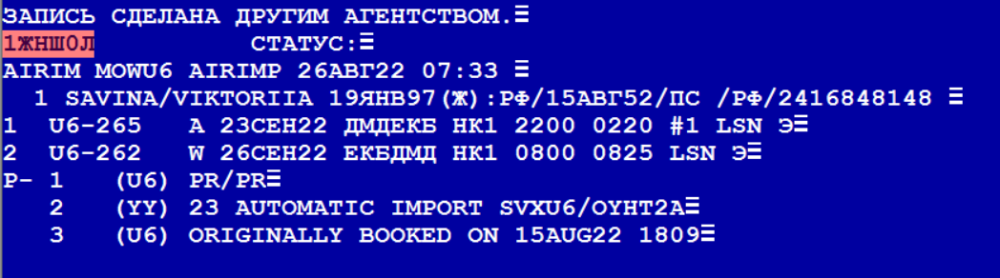 ЗАПИСЬ СДЕЛАНА ДРУГИМ АГЕНТСТВОМ.
1ЖНШ0Л СТАТУС:
AIRIM MOWU6 AIRIMP 26АВГ22 07:33
1 SAVINA/VIKTORIIA 19ЯНВ97(Ж):РФ/15АВГ52/ПС /РФ/2416848148
1 U6-265 A 23СЕН22 ДМДЕКБ НК1 2200 0220 #1 LSN Э
2 U6-262 W 26СЕН22 ЕКБДМД НК1 0800 0825 LSN Э
Р- 1 (U6) PR/PR
2 (YY) 23 AUTOMATIC IMPORT SVXU6/OYHT2A
3 (U6) ORIGINALLY BOOKED ON 15AUG22 1809